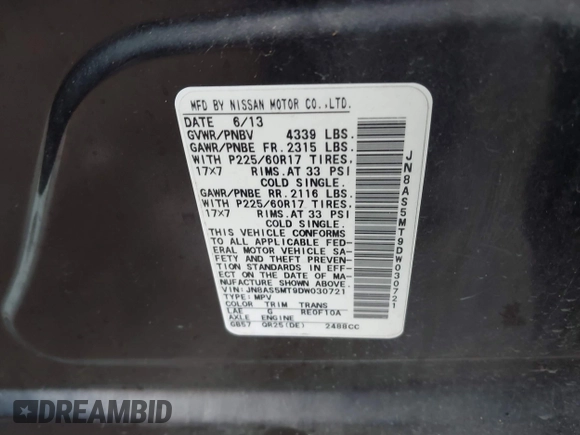 MFD BY NISSAN MOTOR CO.,LTD.
DATE 6/13
GVWR/PNBV 4339 LBS.
GAWR/PNBE FR. 2315 LBS.
WITH P225/60R17 TIRES,
17×7 RIMS.AT 33 PSI
COLD SINGLE.
GAWR/PNBE RR. 2116 LBS.
WITH P225/60R17 TIRES,
17×7 RIMS.AT 33 PSI
COLD SINGLE.
THIS VEHICLE CONFORMS
TO ALL APPLICABLE FED-
ERAL MOTOR VEHICLE SA-
FETY AND THEFT PREVEN-
TION STANDARDS IN EFF-
ECT ON THE DATE OF MA-
NUFACTURE SHOWN ABOVE.
VIN:JN8AS5MT9DW030721
TYPE:MPV
COLOR TRIM TRANS
LAE G RE0F10A
AXLE ENGINE
GB57 QR25(DE) 2488CC
JN8AS5MT9DW030721
DREAMBID